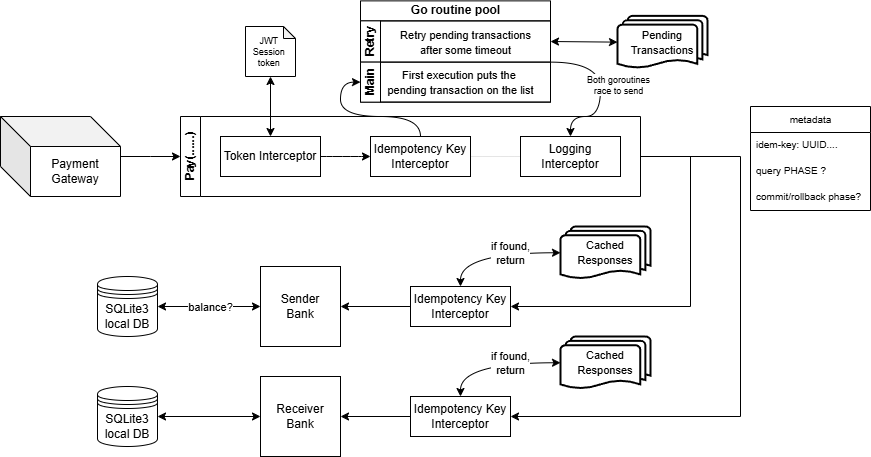 Go routine pool
Retry
Retry pending transactions
after some timeout
Pending
Transactions
Main
First execution puts the
pending transaction on the list
JWT
Session
token
Both goroutines
race to send
Payment
Gateway
Pay(......)
Token Interceptor
Idempotency Key
Interceptor
Logging
Interceptor
metadata
idem-key: UUID....
query PHASE ?
commit/rollback phase?
if found,
return
Cached
Responses
SQLite3
local DB
balance?
Sender
Bank
Idempotency Key
Interceptor
if found,
return
Cached
Responses
SQLite3
local DB
Receiver
Bank
Idempotency Key
Interceptor